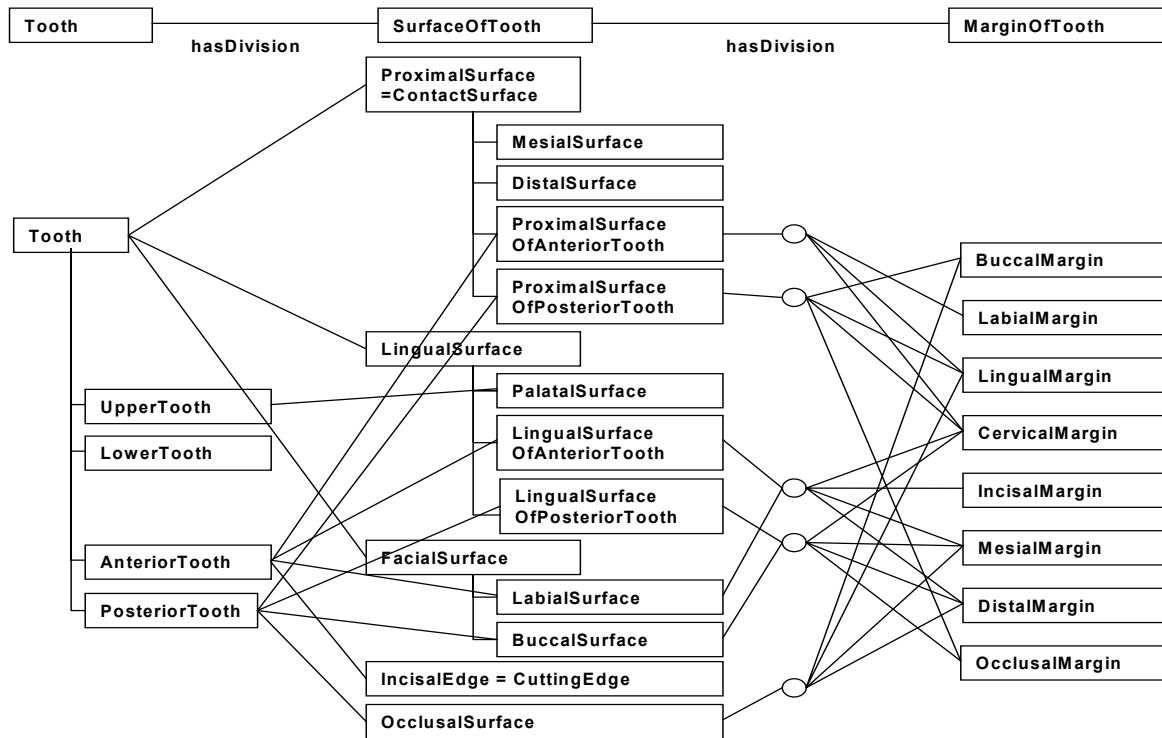 Tooth
SurfaceOfTooth
MarginOfTooth
hasDivision
hasDivision
ProximalSurface
=ContactSurface
MesialSurface
DistalSurface
ProximalSurface
OfAnteriorTooth
ProximalSurface
OfPosteriorTooth
Tooth
LingualSurface
PalatalSurface
LingualSurface
OfAnteriorTooth
LingualSurface
OfPosteriorTooth
UpperTooth
LowerTooth
AnteriorTooth
PosteriorTooth
FacialSurface
LabialSurface
BuccalSurface
IncisalEdge = CuttingEdge
OcclusalSurface
BuccalMargin
LabialMargin
LingualMargin
CervicalMargin
IncisalMargin
MesialMargin
DistalMargin
OcclusalMargin